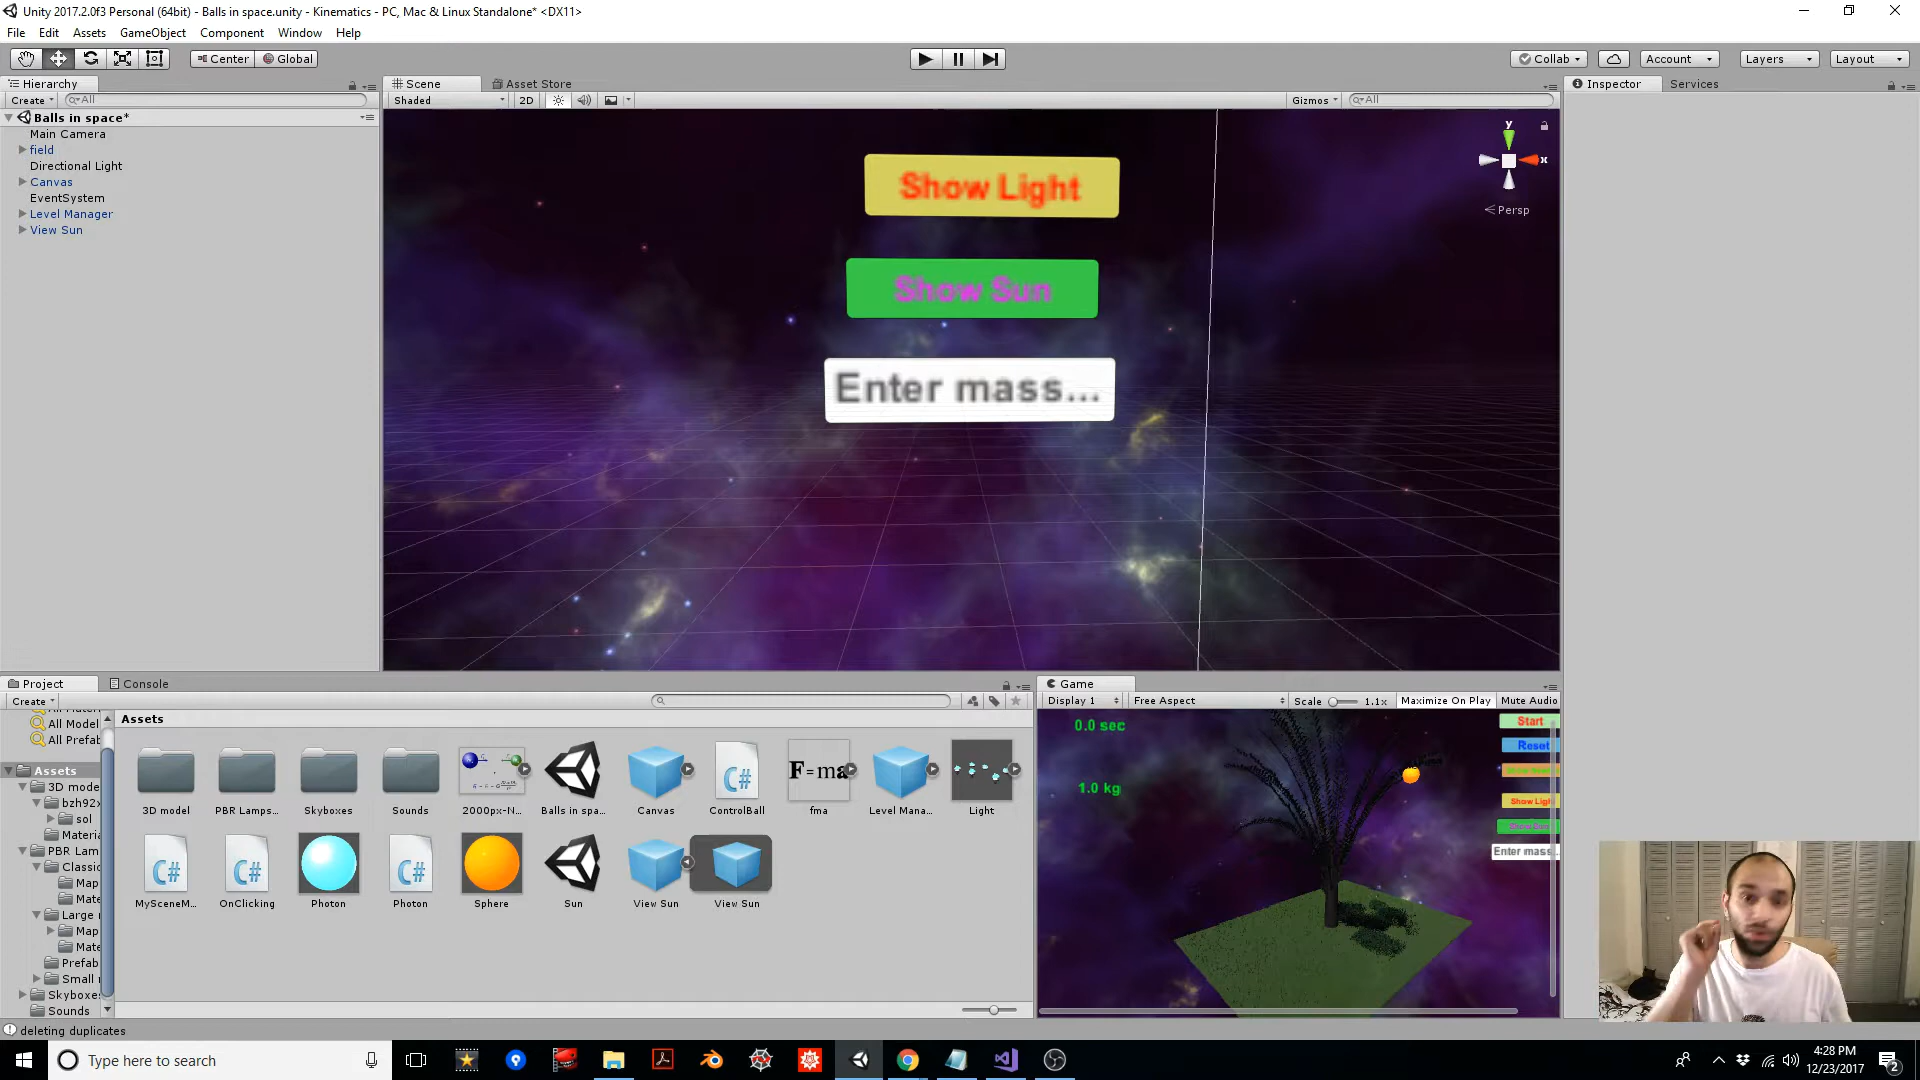 Unity 2017.2.0f3 Personal (64bit) - Balls in space.unity - Kinematics - PC, Mac & Linux Standalone* <DX11>
File Edit Assets GameObject Component Window Help
Center Global Collab Account Layers Layout
Hierarchy
Create All
Balls in space*
Main Camera
field
Directional Light
Canvas
EventSystem
Level Manager
View Sun
Scene Asset Store
Shaded 2D Gizmos All
Show Light
Show Sun
Enter mass...
y
x
Persp
Inspector Services
Project Console
Create
All Model
All Prefab
Assets
3D mode
bzh92
sol
Materia
PBR Lam
Classic
Map
Mate
Large
Map
Mate
Prefab
Small
Skyboxe
Sounds
Assets
3D model PBR Lamps... Skyboxes Sounds 2000px-N... Balls in spa... Canvas ControlBall fma Level Mana... Light
C#
F=ma
MySceneM... OnClicking Photon Photon Sphere Sun View Sun View Sun
C# C# C#
Game
Display 1 Free Aspect Scale 1.1x Maximize On Play Mute Audio
0.0 sec
1.0 kg
Start
Reset
Show Ligh
Enter mass...
deleting duplicates
Type here to search
4:28 PM
12/23/2017
2